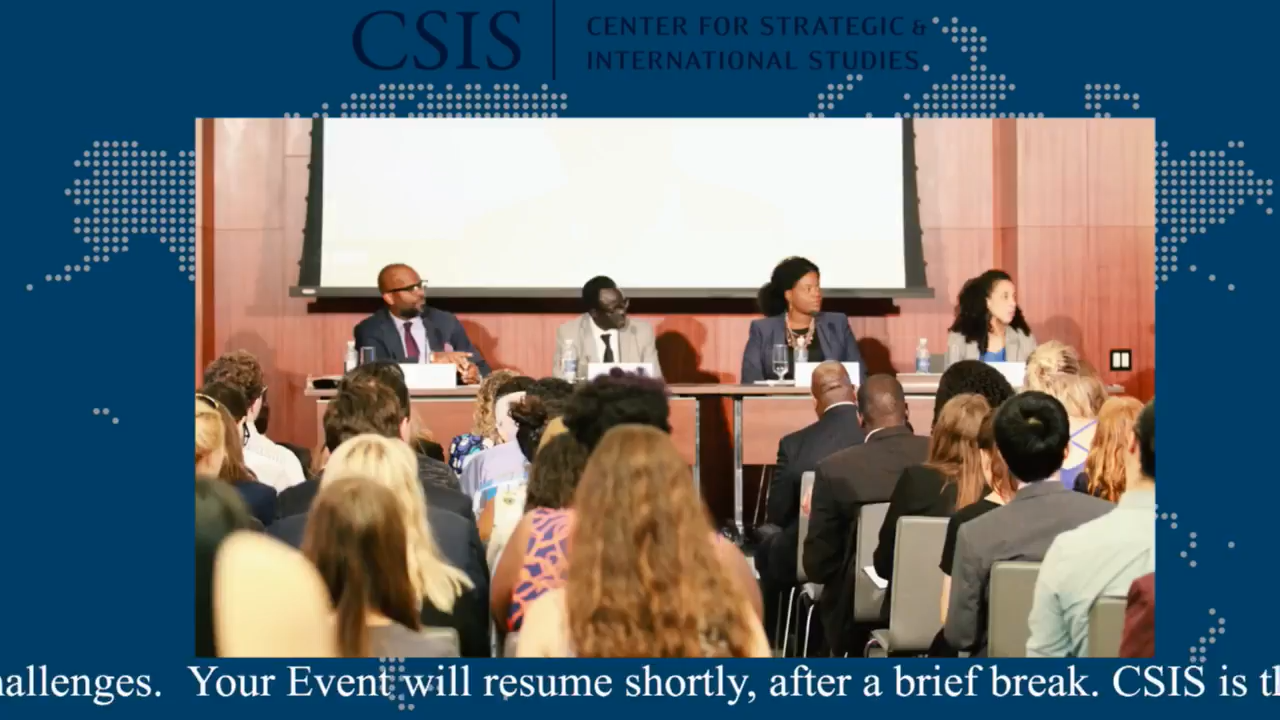 CSIS
CENTER FOR STRATEGIC &
INTERNATIONAL STUDIES
hallenges. Your Event will resume shortly, after a brief break. CSIS is th